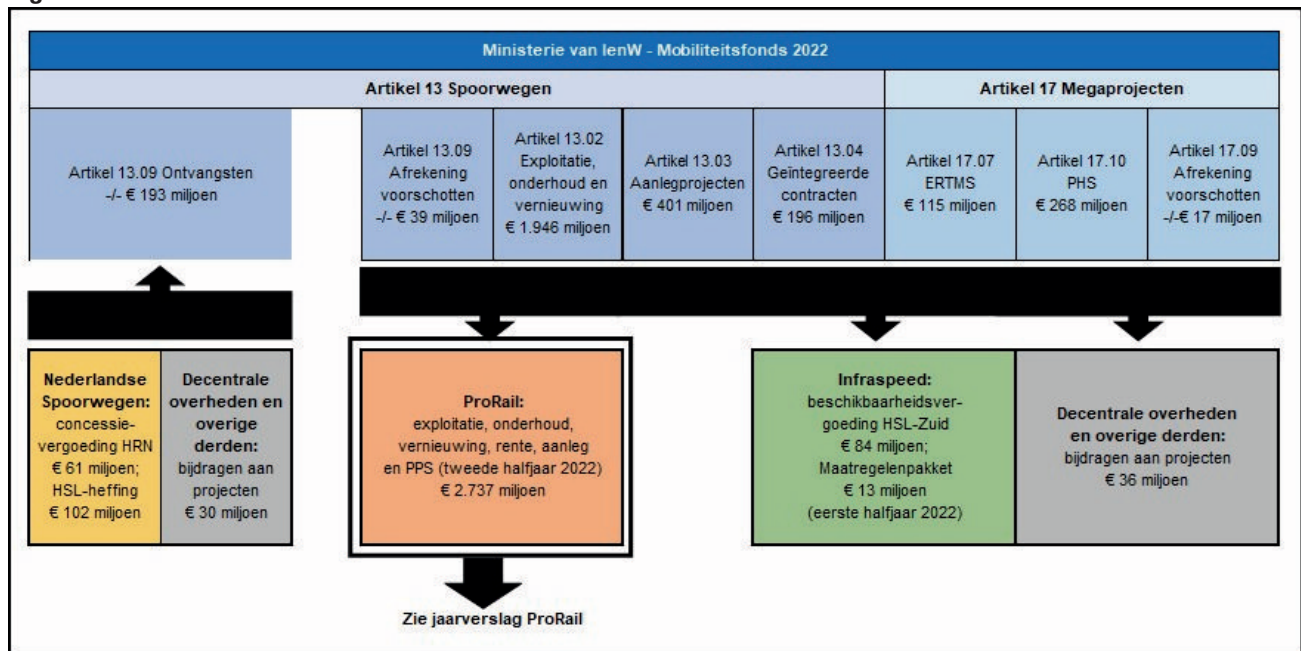 Ministerie van IenW - Mobiliteitsfonds 2022
Artikel 13 Spoorwegen
Artikel 17 Megaprojecten
Artikel 13.09 Ontvangsten
-/- € 193 miljoen
Artikel 13.09
Afrekening
voorschotten
-/- € 39 miljoen
Artikel 13.02
Exploitatie,
onderhoud en
vernieuwing
€ 1.946 miljoen
Artikel 13.03
Aanlegprojecten
€ 401 miljoen
Artikel 13.04
Geïntegreerde
contracten
€ 196 miljoen
Artikel 17.07
ERTMS
€ 115 miljoen
Artikel 17.10
PHS
€ 268 miljoen
Artikel 17.09
Afrekening
voorschotten
-/-€ 17 miljoen
Nederlandse
Spoorwegen:
concessie-
vergoeding HRN
€ 61 miljoen;
HSL-heffing
€ 102 miljoen
Decentrale
overheden en
overige
derden:
bijdragen aan
projecten
€ 30 miljoen
ProRail:
exploitatie, onderhoud,
vernieuwing, rente, aanleg
en PPS (tweede halfjaar 2022)
€ 2.737 miljoen
Infraspeed:
beschikbaarheidsver-
goeding HSL-Zuid
€ 84 miljoen;
Maatregelenpakket
€ 13 miljoen
(eerste halfjaar 2022)
Decentrale overheden
en overige derden:
bijdragen aan projecten
€ 36 miljoen
Zie jaarverslag ProRail